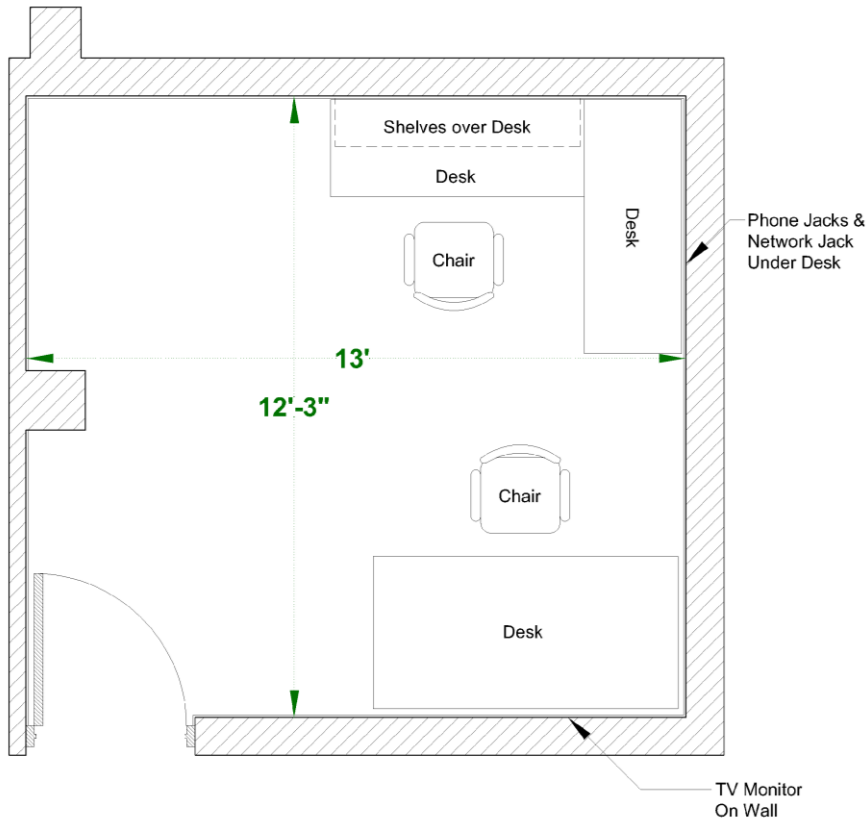 Shelves over Desk
Desk
Desk
Phone Jacks &
Network Jack
Under Desk
Chair
13'
12'-3"
Chair
Desk
TV Monitor
On Wall